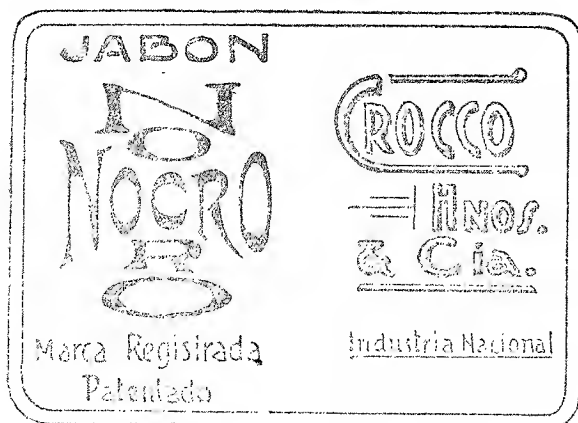 JABON
N
O
NOCRO
R
O
Marca Registrada
Patentado
CROCCO
HNOS.
& Cia.
Industria Nacional